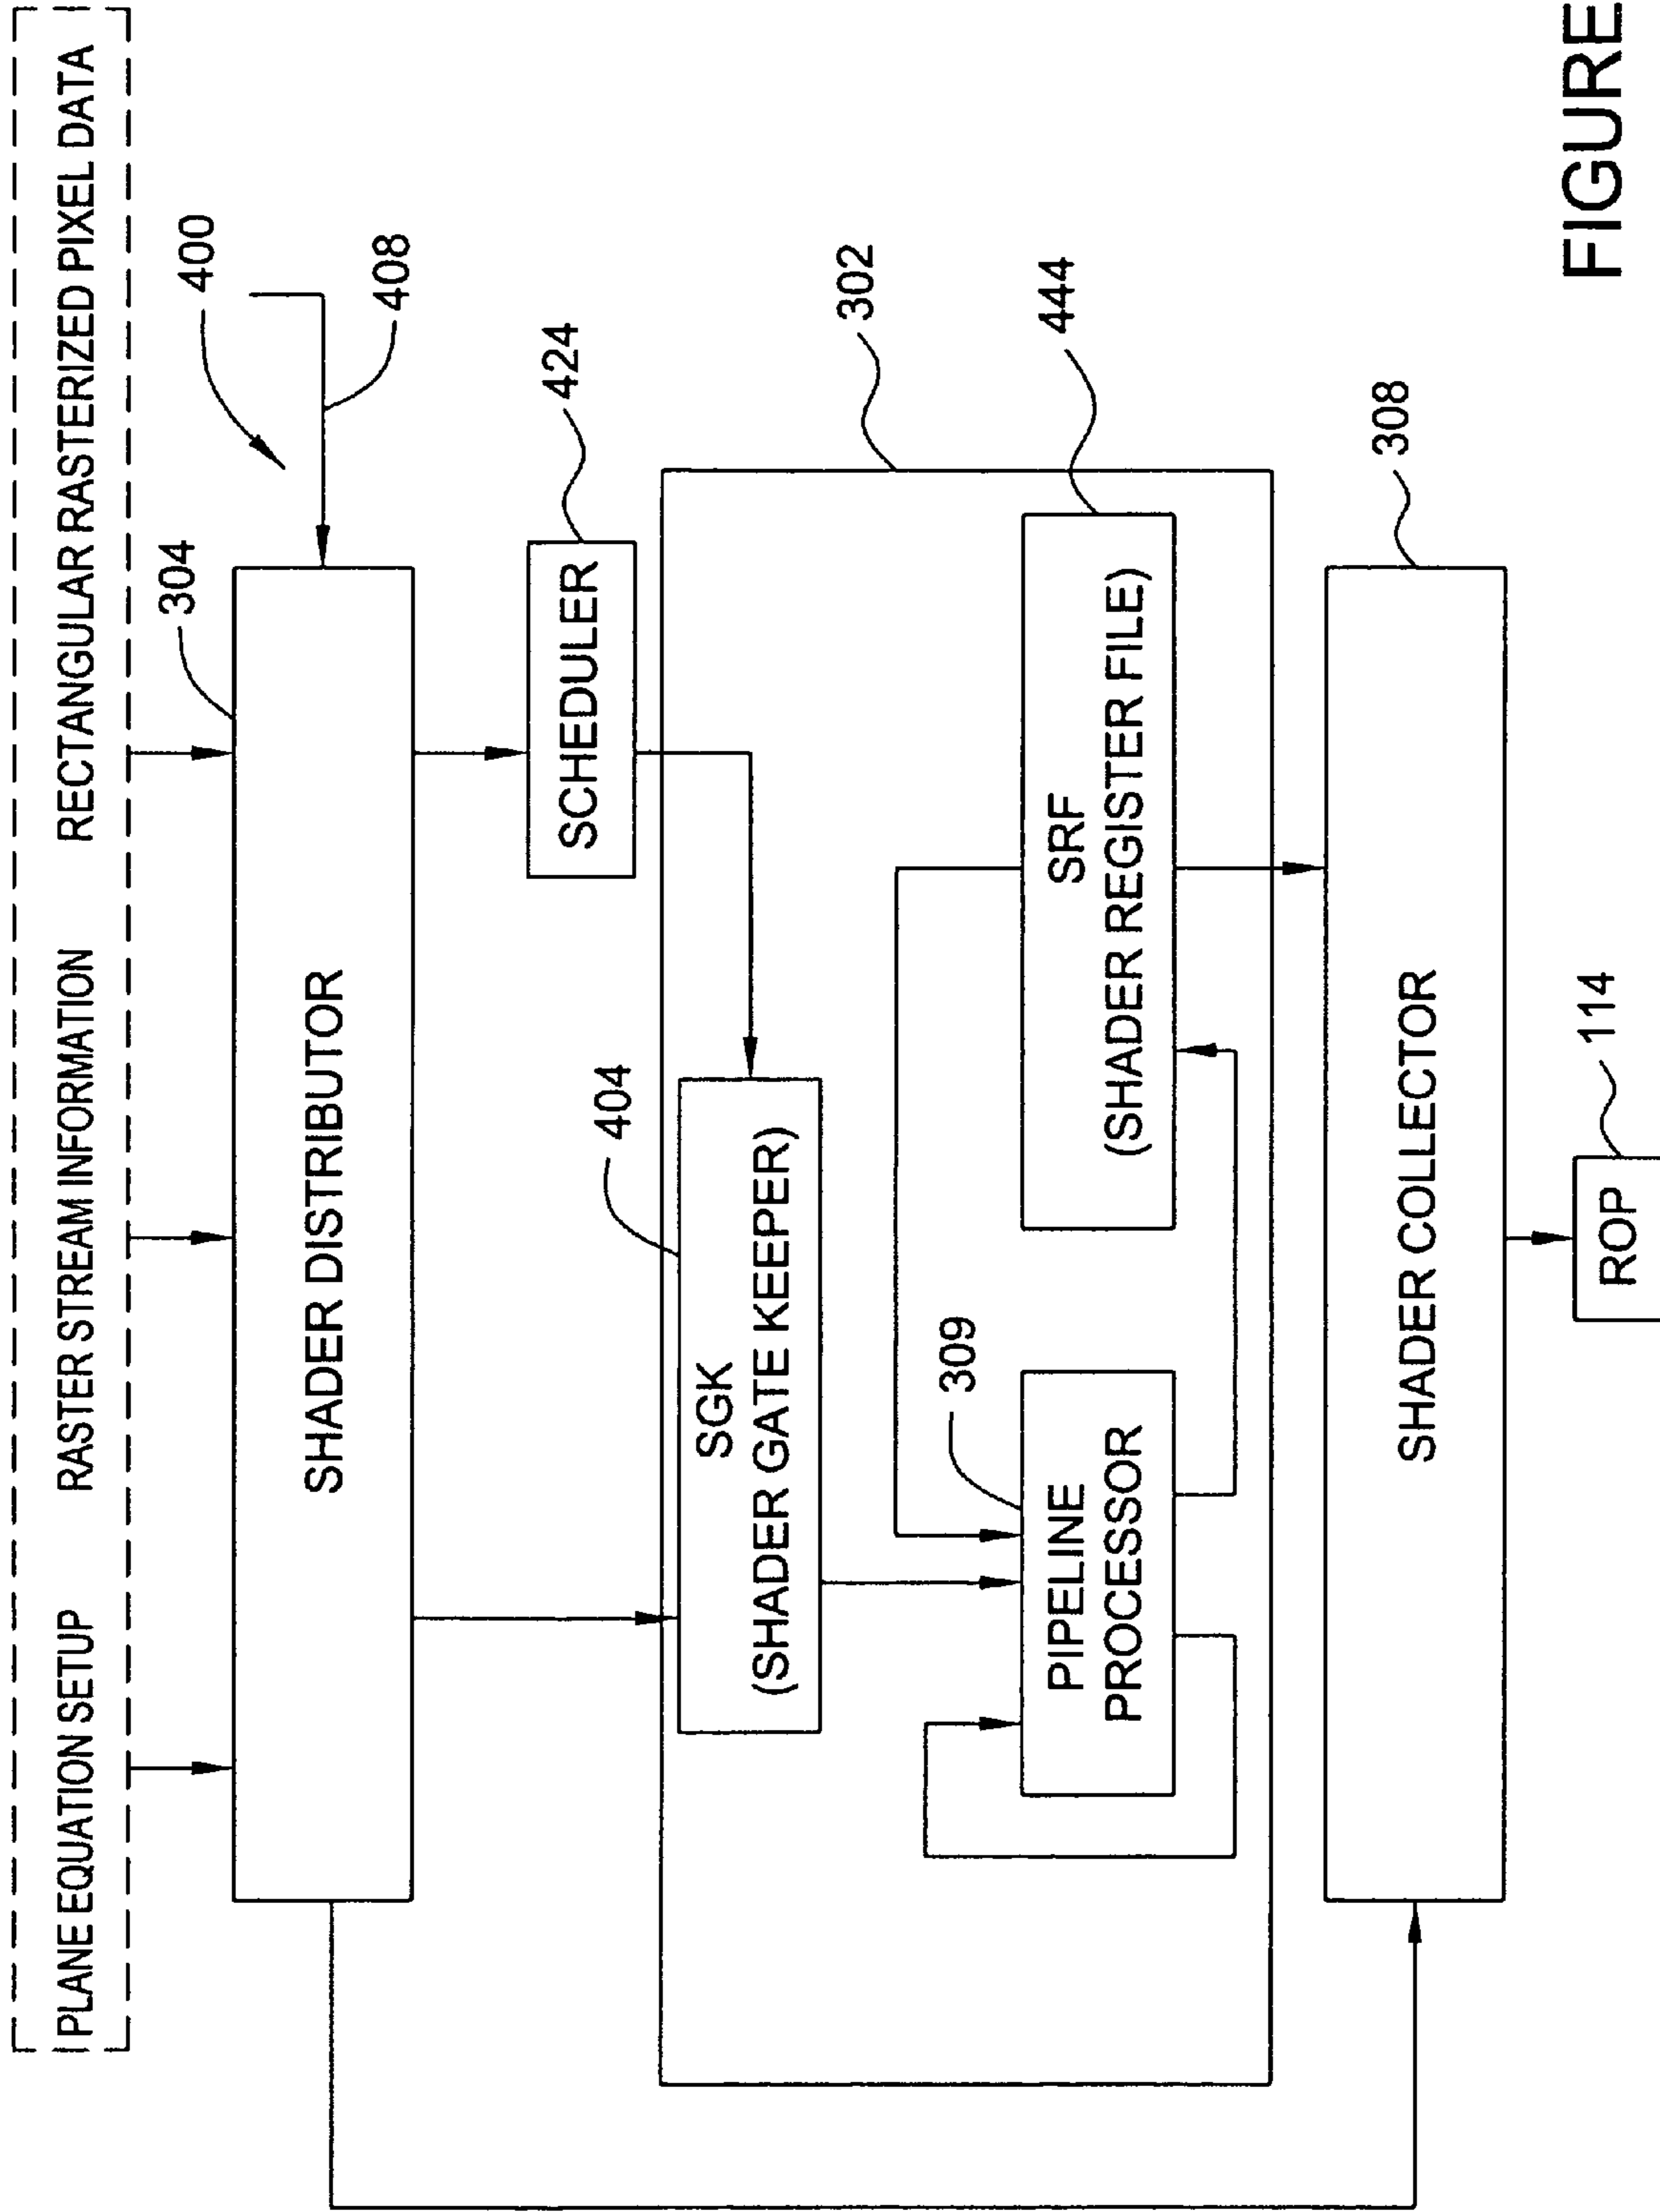 PLANE EQUATION SETUP
RASTER STREAM INFORMATION
RECTANGULAR RASTERIZED PIXEL DATA
400
304
408
SHADER DISTRIBUTOR
424
SCHEDULER
302
404
SGK
(SHADER GATE KEEPER)
444
309
PIPELINE
PROCESSOR
SRF
(SHADER REGISTER FILE)
308
SHADER COLLECTOR
114
ROP
FIGURE